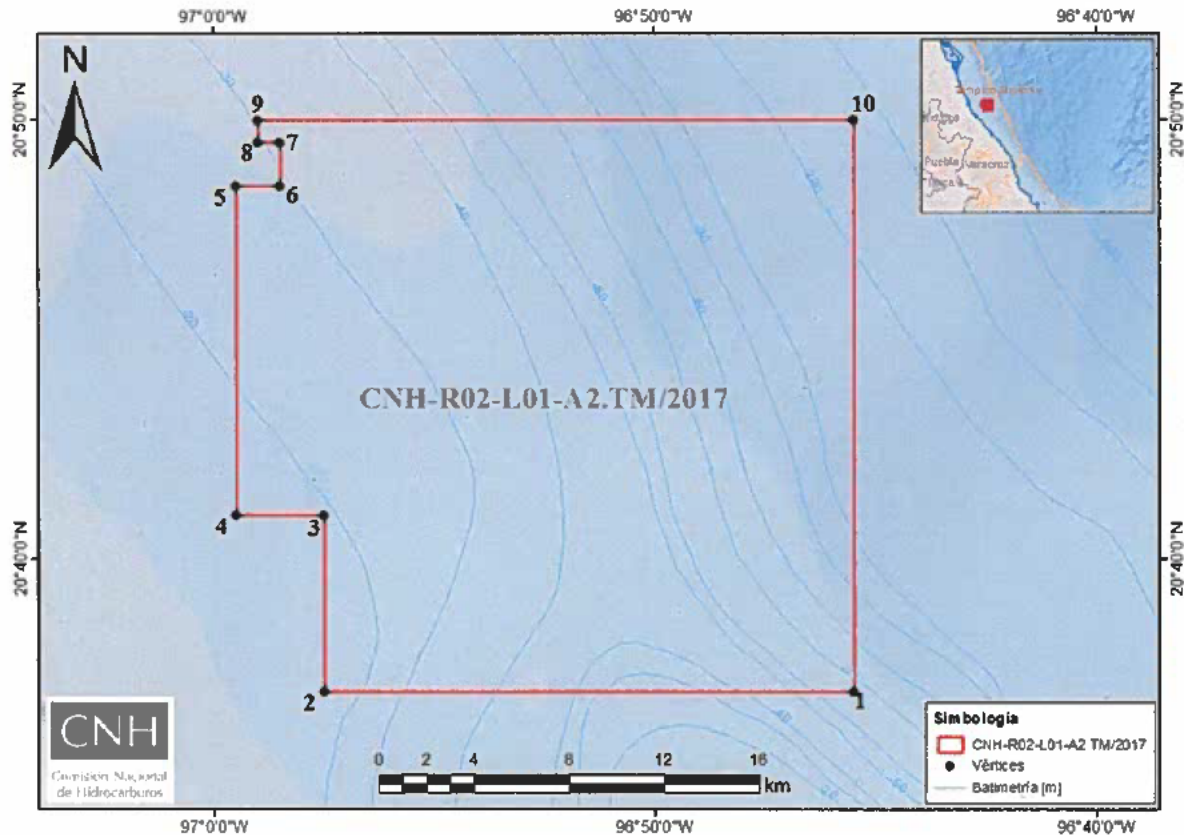 97°0'0"W
96°50'0"W
96°40'0"W
N
20°50'0"N
20°50'0"N
9
10
8
7
5
6
Puebla
Veracruz
CNH-R02-L01-A2.TM/2017
4
3
20°40'0"N
20°40'0"N
2
1
CNH
Comisión Nacional
de Hidrocarburos
0
2
4
8
12
16
km
Simbología
CNH-R02-L01-A2 TM/2017
Vértices
Batimetría [m]
97°0'0"W
96°50'0"W
96°40'0"W